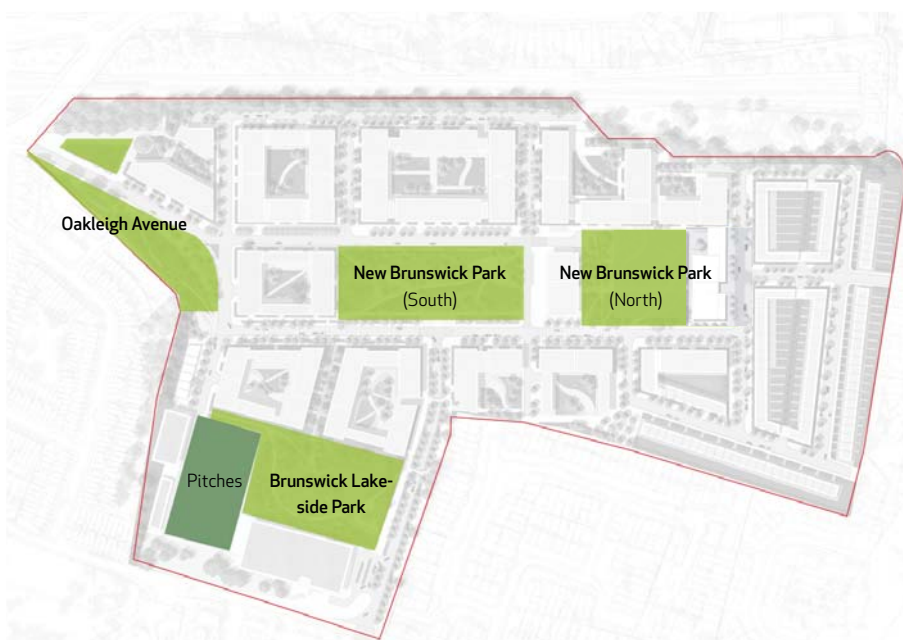 Oakleigh Avenue
New Brunswick Park
(South)
New Brunswick Park
(North)
Pitches
Brunswick Lake-
side Park